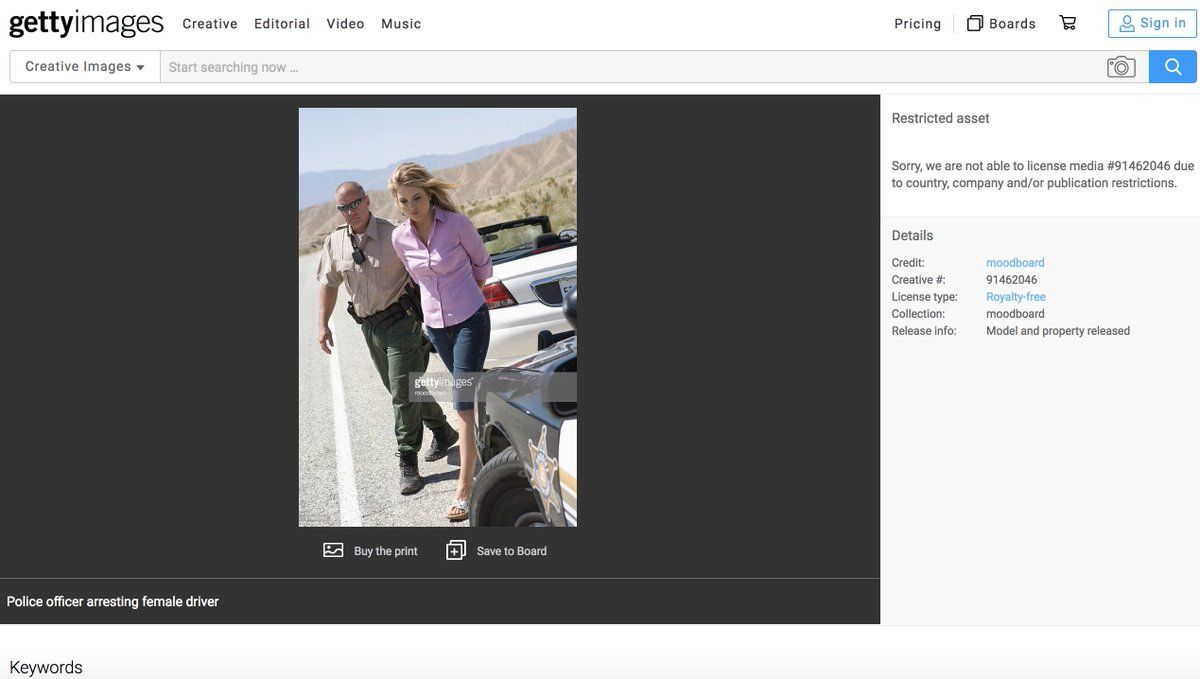 gettyimages
Creative Editorial Video Music
Pricing Boards Sign in
Creative Images
Start searching now ...
Restricted asset
Sorry, we are not able to license media #91462046 due
to country, company and/or publication restrictions.
Details
Credit: moodboard
Creative #: 91462046
License type: Royalty-free
Collection: moodboard
Release info: Model and property released
gettyimages®
moodboard
Buy the print Save to Board
Police officer arresting female driver
Keywords